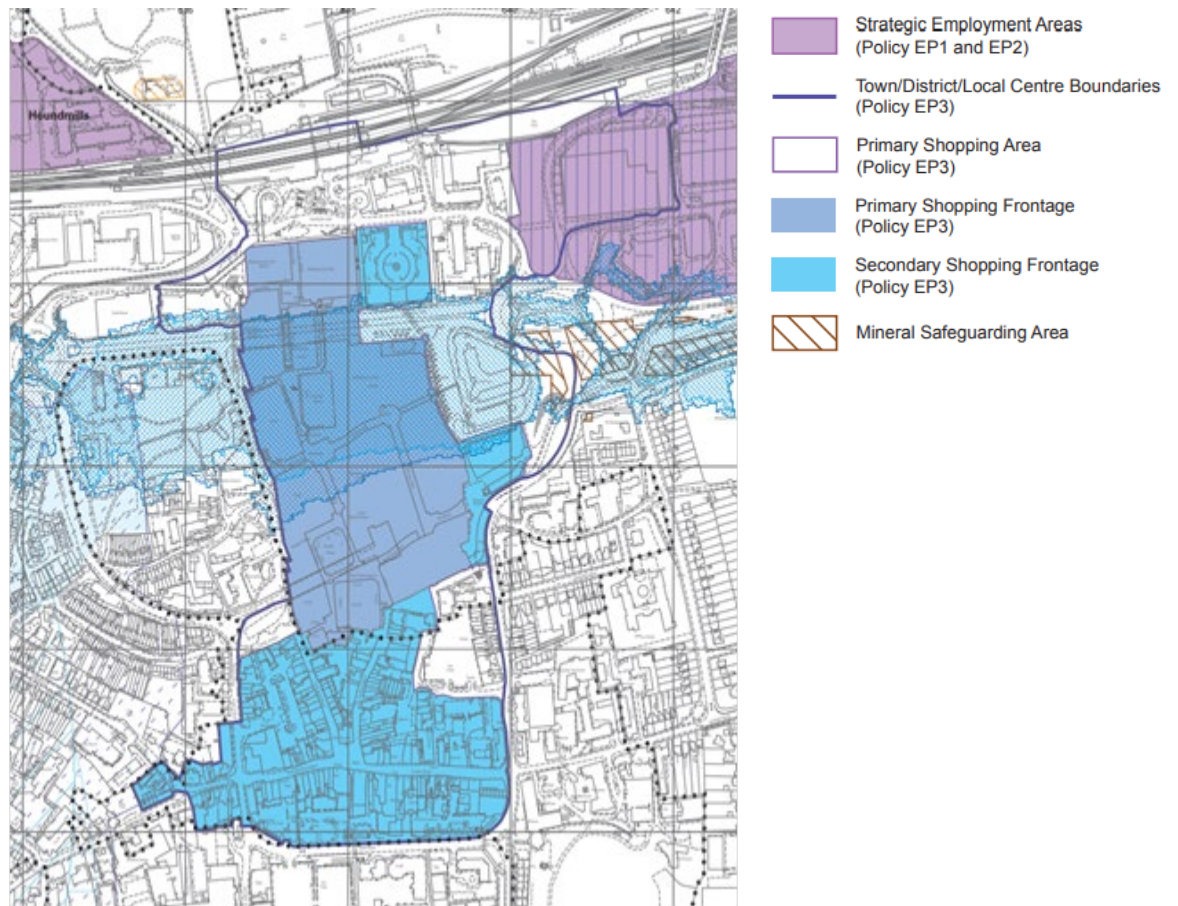 Strategic Employment Areas
(Policy EP1 and EP2)
Town/District/Local Centre Boundaries
(Policy EP3)
Primary Shopping Area
(Policy EP3)
Primary Shopping Frontage
(Policy EP3)
Secondary Shopping Frontage
(Policy EP3)
Mineral Safeguarding Area
Houndmills